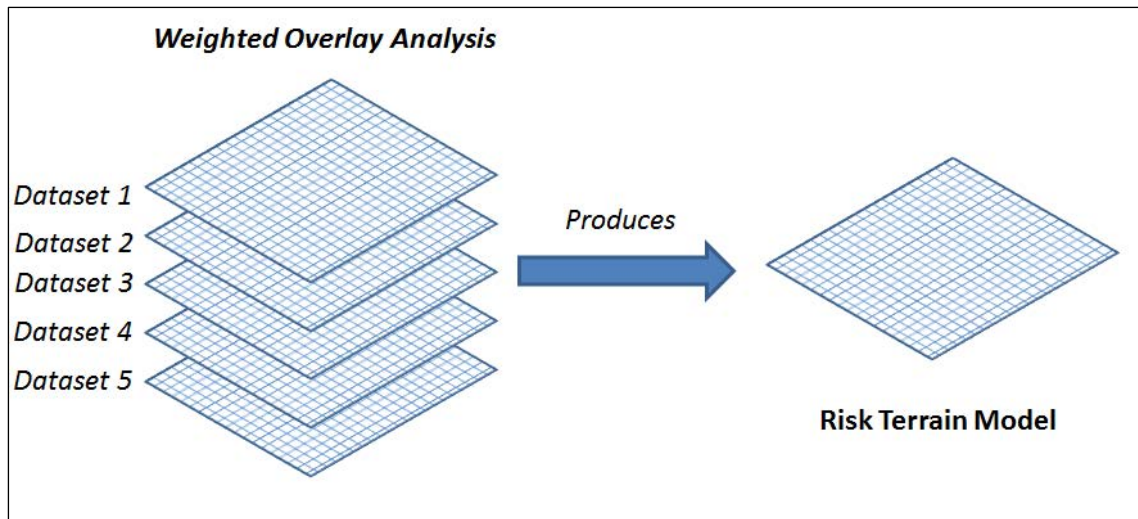 Weighted Overlay Analysis
Dataset 1
Dataset 2
Dataset 3
Dataset 4
Dataset 5
Produces
Risk Terrain Model